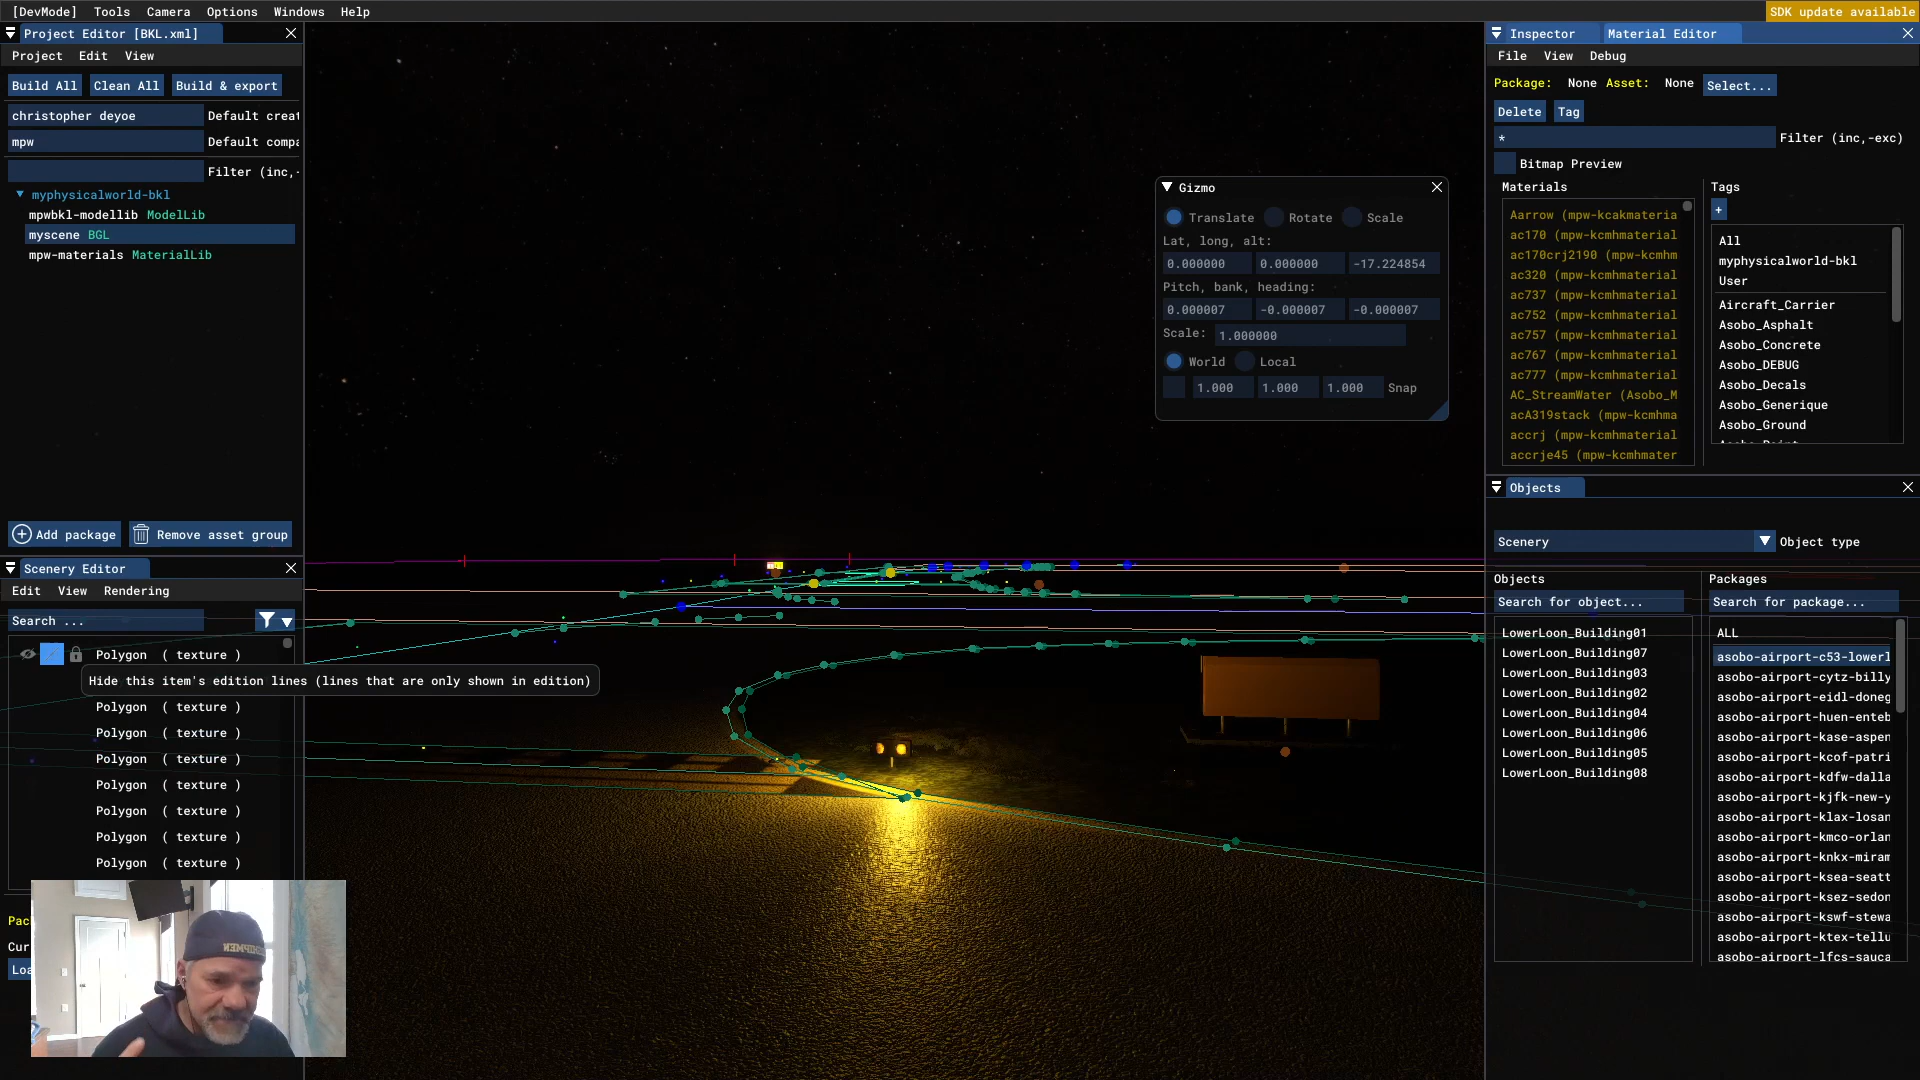 [DevMode] Tools Camera Options Windows Help
SDK update available
Project Editor [BKL.xml]
Project Edit View
Build All Clean All Build & export
christopher deyoe Default creat
mpw Default compa
Filter (inc,-
myphysicalworld-bkl
mpwbkl-modellib ModelLib
myscene BGL
mpw-materials MaterialLib
Add package Remove asset group
Scenery Editor
Edit View Rendering
Search ...
Polygon ( texture )
Hide this item's edition lines (lines that are only shown in edition)
Polygon ( texture )
Polygon ( texture )
Polygon ( texture )
Polygon ( texture )
Polygon ( texture )
Polygon ( texture )
Polygon ( texture )
Pac
Cur
Loa
Gizmo
Translate Rotate Scale
Lat, long, alt:
0.000000 0.000000 -17.224854
Pitch, bank, heading:
0.000007 -0.000007 -0.000007
Scale: 1.000000
World Local
1.000 1.000 1.000 Snap
Inspector Material Editor
File View Debug
Package: None Asset: None Select...
Delete Tag
* Filter (inc,-exc)
Bitmap Preview
Materials
Aarrow (mpw-kcakmateria
ac170 (mpw-kcmhmaterial
ac170crj2190 (mpw-kcmhm
ac320 (mpw-kcmhmaterial
ac737 (mpw-kcmhmaterial
ac752 (mpw-kcmhmaterial
ac757 (mpw-kcmhmaterial
ac767 (mpw-kcmhmaterial
ac777 (mpw-kcmhmaterial
AC_StreamWater (Asobo_M
acA319stack (mpw-kcmhma
accrj (mpw-kcmhmaterial
accrje45 (mpw-kcmhmater
Tags
+
All
myphysicalworld-bkl
User
Aircraft_Carrier
Asobo_Asphalt
Asobo_Concrete
Asobo_DEBUG
Asobo_Decals
Asobo_Generique
Asobo_Ground
Objects
Scenery Object type
Objects
Search for object...
LowerLoon_Building01
LowerLoon_Building07
LowerLoon_Building03
LowerLoon_Building02
LowerLoon_Building04
LowerLoon_Building06
LowerLoon_Building05
LowerLoon_Building08
Packages
Search for package...
ALL
asobo-airport-c53-lowerl
asobo-airport-cytz-billy
asobo-airport-eidl-doneg
asobo-airport-huen-enteb
asobo-airport-kase-aspen
asobo-airport-kcof-patri
asobo-airport-kdfw-dalla
asobo-airport-kjfk-new-y
asobo-airport-klax-losan
asobo-airport-kmco-orlan
asobo-airport-knkx-miram
asobo-airport-ksea-seatt
asobo-airport-ksez-sedon
asobo-airport-kswf-stewa
asobo-airport-ktex-tellu
asobo-airport-lfcs-sauca